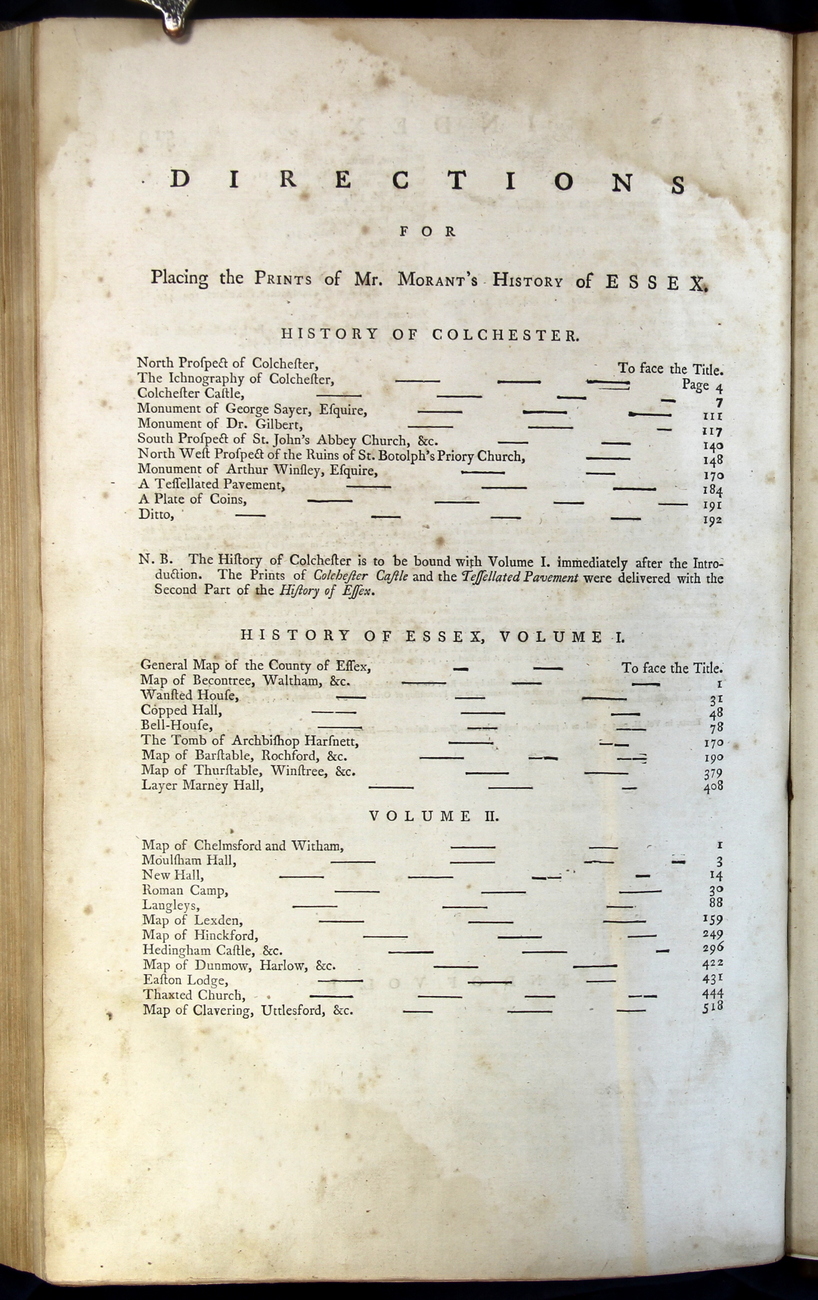 DIRECTIONS
FOR
Placing the PRINTS of Mr. MORANT'S HISTORY of ESSEX.
HISTORY OF COLCHESTER.
North Proſpect of Colcheſter, To face the Title.
The Ichnography of Colcheſter, — — — Page 4
Colcheſter Caſtle, — — — — 7
Monument of George Sayer, Eſquire, — — — 111
Monument of Dr. Gilbert, — — — 117
South Proſpect of St. John's Abbey Church, &c. — — 140
North Weſt Proſpect of the Ruins of St. Botolph's Priory Church, — 148
Monument of Arthur Winſley, Eſquire, — — 170
A Teſſellated Pavement, — — — 184
A Plate of Coins, — — — — 191
Ditto, — — — — 192
N. B. The Hiſtory of Colcheſter is to be bound with Volume I. immediately after the Intro-
duction. The Prints of Colcheſter Caſtle and the Teſſellated Pavement were delivered with the
Second Part of the Hiſtory of Eſſex.
HISTORY OF ESSEX, VOLUME I.
General Map of the County of Eſſex, — — To face the Title.
Map of Becontree, Waltham, &c. — — — 1
Wanſted Houſe, — — — 31
Copped Hall, — — — 48
Bell-Houſe, — — — 78
The Tomb of Archbiſhop Harſnett, — — 170
Map of Barſtable, Rochford, &c. — — — 190
Map of Thurſtable, Winſtree, &c. — — 379
Layer Marney Hall, — — — 408
VOLUME II.
Map of Chelmsford and Witham, — — 1
Moulſham Hall, — — — — 3
New Hall, — — — — 14
Roman Camp, — — — 30
Langleys, — — — 88
Map of Lexden, — — — 159
Map of Hinckford, — — — 249
Hedingham Caſtle, &c. — — — 296
Map of Dunmow, Harlow, &c. — — 422
Eaſton Lodge, — — — 431
Thaxted Church, — — — — 444
Map of Clavering, Uttlesford, &c. — — — 518